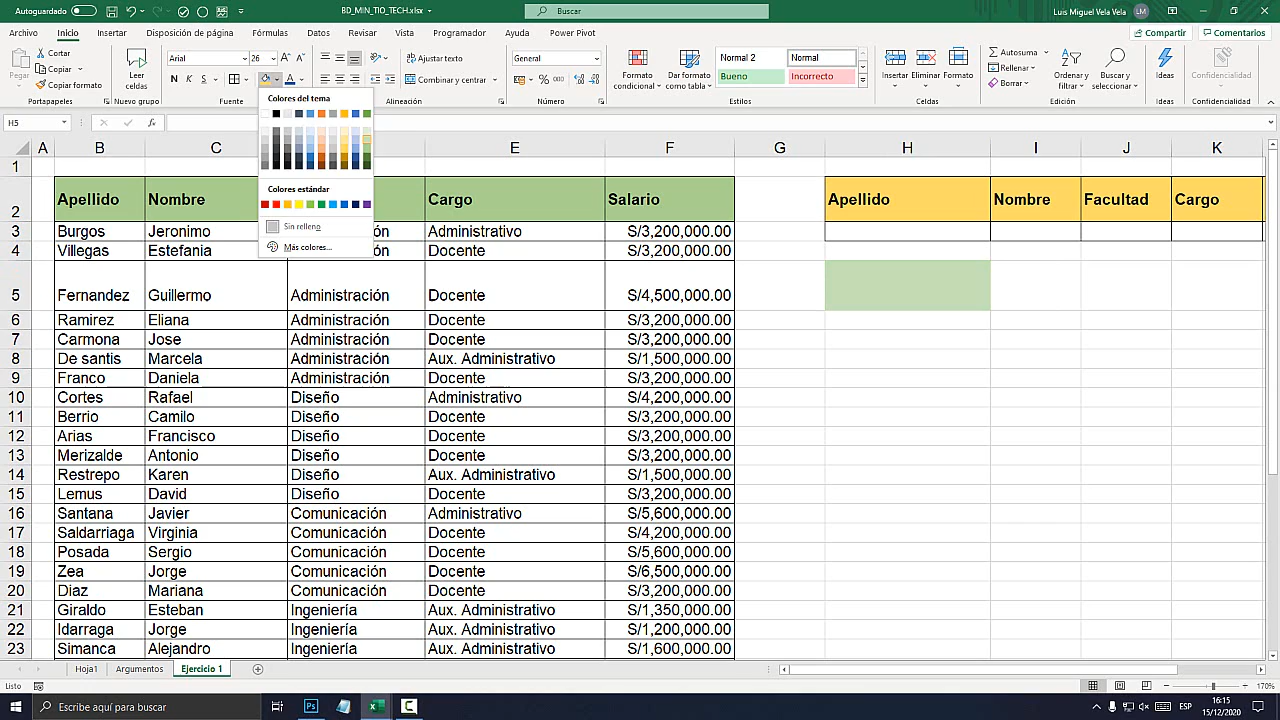 Autoguardado
BD_MIN_TIO_TECH.xlsx
Buscar
Luis Miguel Vela Vela
LM
Archivo Inicio Insertar Disposición de página Fórmulas Datos Revisar Vista Programador Ayuda Power Pivot
Compartir
Comentarios
Pegar
Cortar
Copiar
Copiar formato
Portapapeles
Leer celdas
Nuevo grupo
Arial 26
N K S
Fuente
Ajustar texto
Combinar y centrar
Alineación
General
% 000
Número
Formato condicional
Dar formato como tabla
Normal 2 Normal
Bueno Incorrecto
Estilos
Insertar Eliminar Formato
Celdas
Autosuma
Rellenar
Borrar
Ordenar y filtrar
Buscar y seleccionar
Edición
Ideas
Ideas
Confidencialidad
Confidencialidad
H5
fx
Colores del tema
Colores estándar
Sin relleno
Más colores...
A B C E F G H I J K
1
2 Apellido Nombre Cargo Salario Apellido Nombre Facultad Cargo
3 Burgos Jeronimo ón Administrativo S/3,200,000.00
4 Villegas Estefania ón Docente S/3,200,000.00
5 Fernandez Guillermo Administración Docente S/4,500,000.00
6 Ramirez Eliana Administración Docente S/3,200,000.00
7 Carmona Jose Administración Docente S/3,200,000.00
8 De santis Marcela Administración Aux. Administrativo S/1,500,000.00
9 Franco Daniela Administración Docente S/3,200,000.00
10 Cortes Rafael Diseño Administrativo S/4,200,000.00
11 Berrio Camilo Diseño Docente S/3,200,000.00
12 Arias Francisco Diseño Docente S/3,200,000.00
13 Merizalde Antonio Diseño Docente S/3,200,000.00
14 Restrepo Karen Diseño Aux. Administrativo S/1,500,000.00
15 Lemus David Diseño Docente S/3,200,000.00
16 Santana Javier Comunicación Administrativo S/5,600,000.00
17 Saldarriaga Virginia Comunicación Docente S/4,200,000.00
18 Posada Sergio Comunicación Docente S/5,600,000.00
19 Zea Jorge Comunicación Docente S/6,500,000.00
20 Diaz Mariana Comunicación Docente S/3,200,000.00
21 Giraldo Esteban Ingeniería Aux. Administrativo S/1,350,000.00
22 Idarraga Jorge Ingeniería Aux. Administrativo S/1,200,000.00
23 Simanca Alejandro Ingeniería Aux. Administrativo S/1,600,000.00
Hoja1 Argumentos Ejercicio 1
Listo
170%
Escribe aquí para buscar
Ps
ESP
16:15
15/12/2020